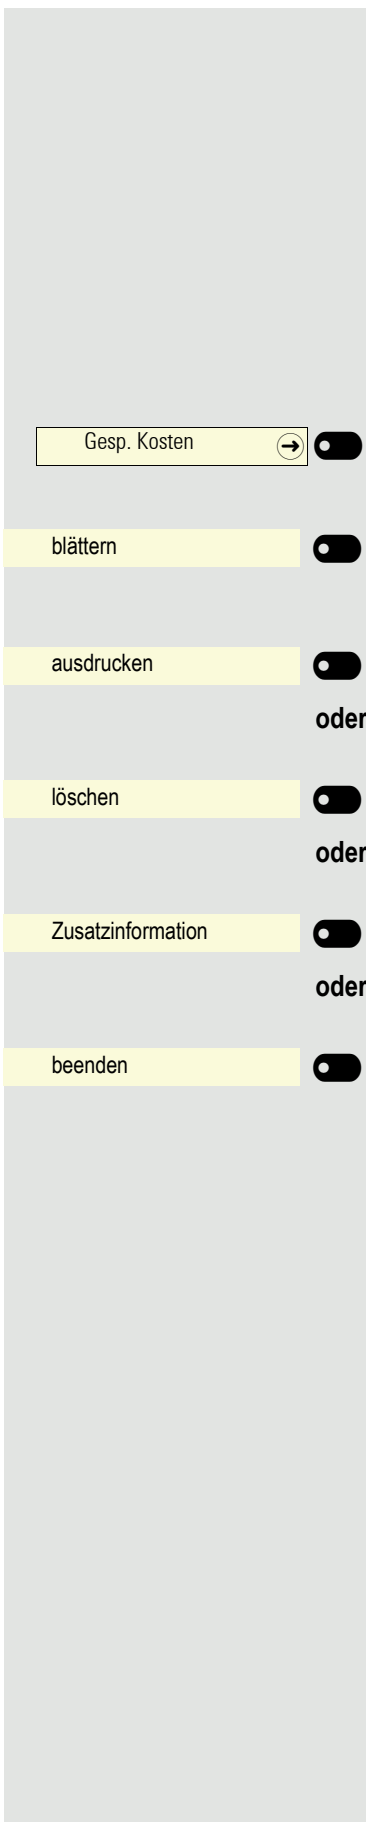 Gesp. Kosten
blättern
ausdrucken
oder
löschen
oder
Zusatzinformation
oder
beenden